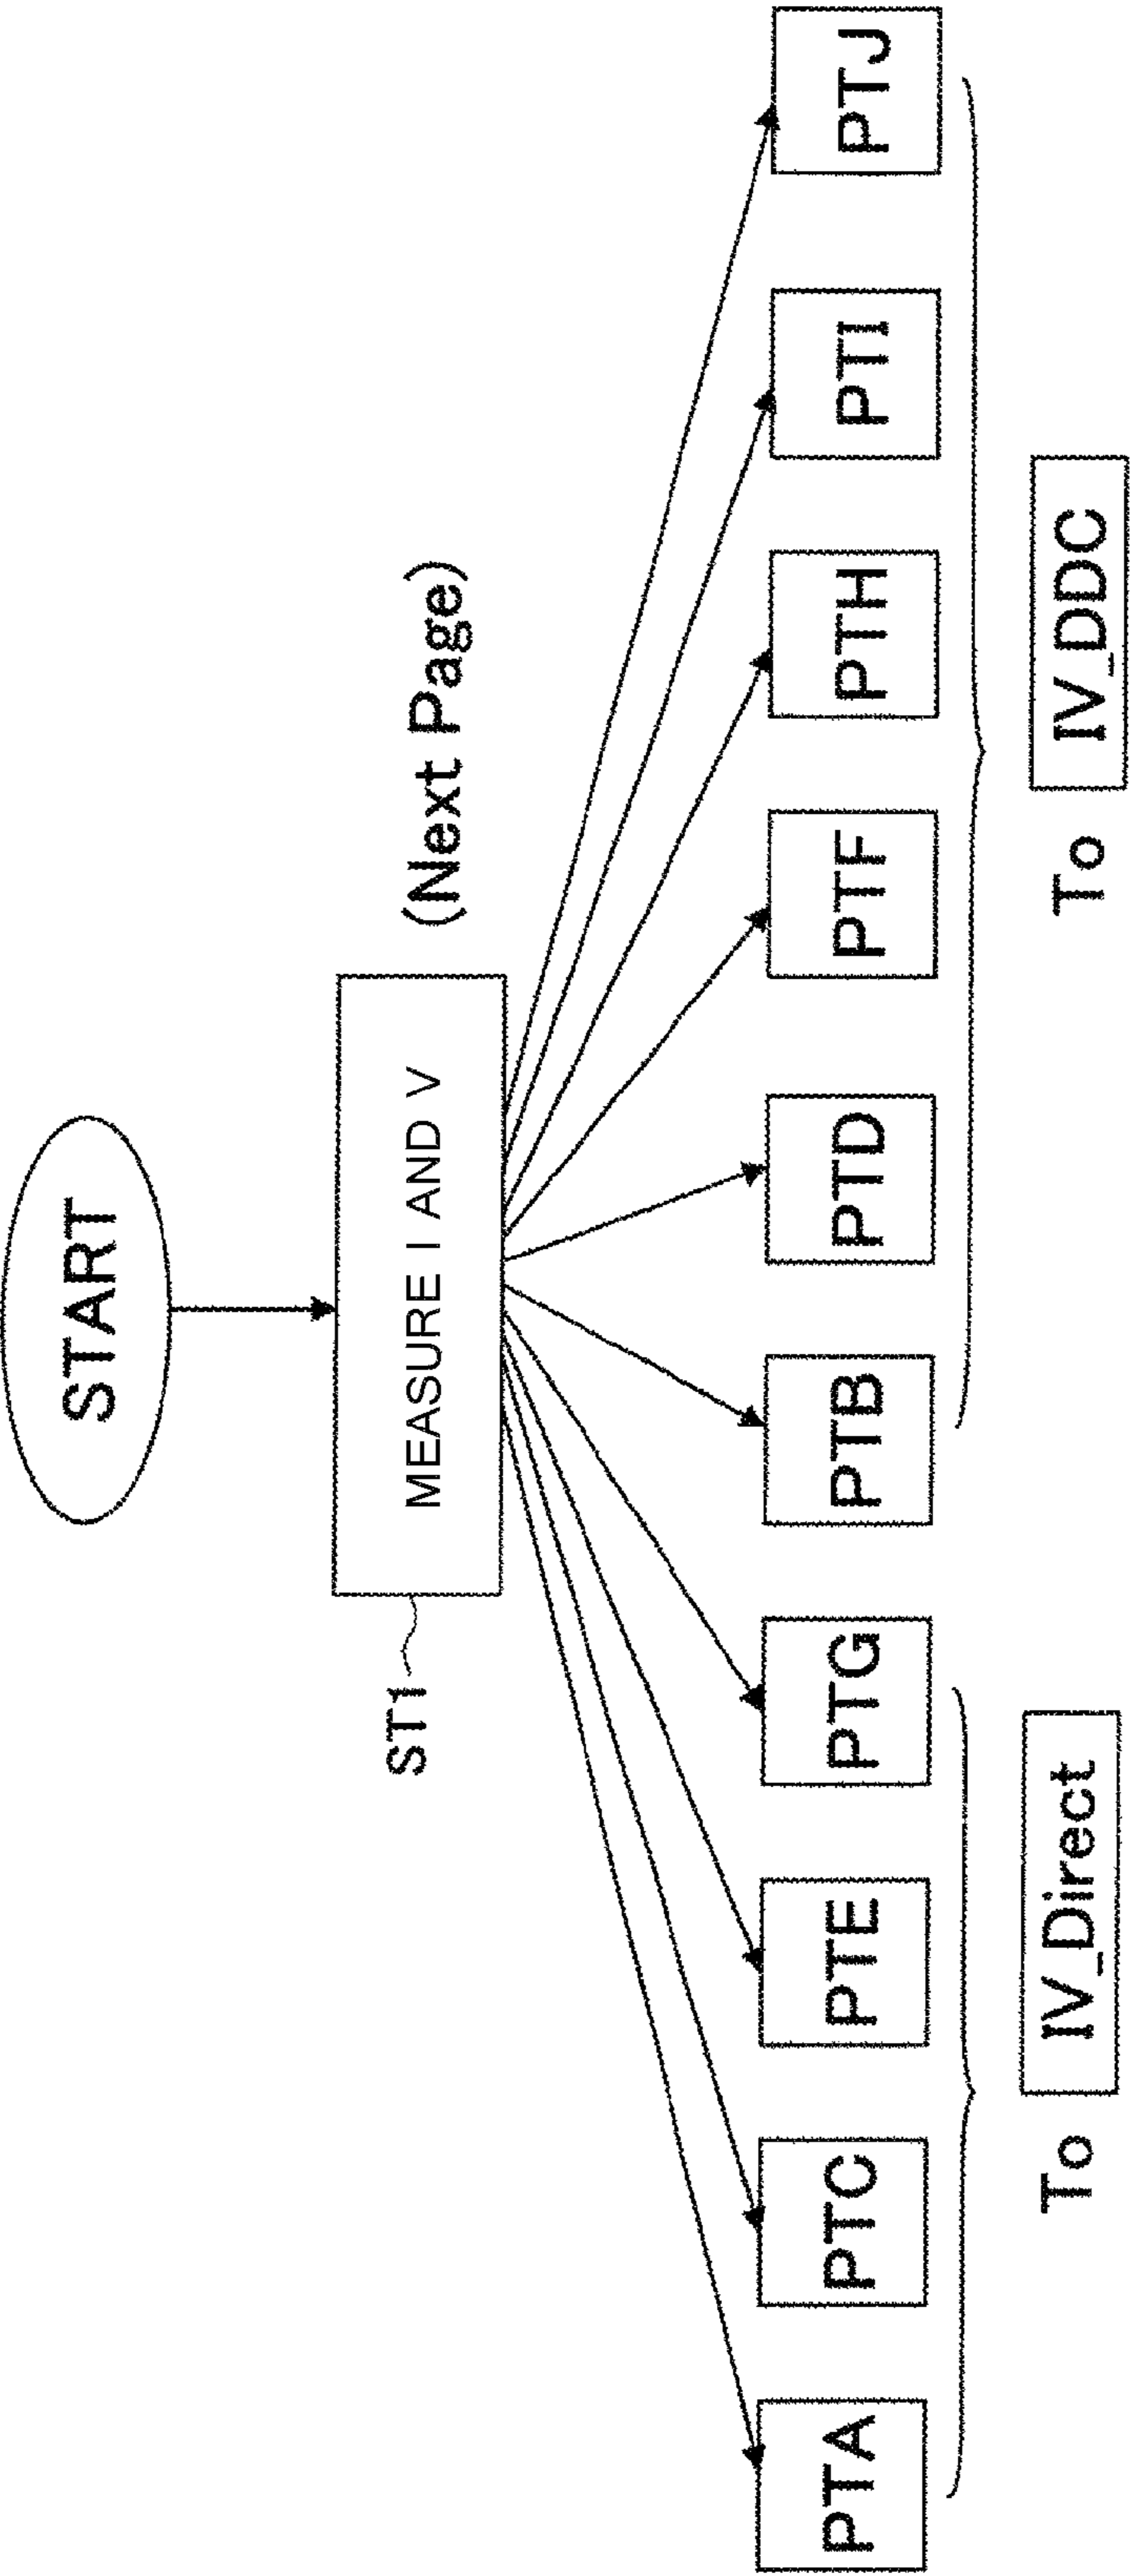 START
ST1
MEASURE I AND V
(Next Page)
PTA
PTC
PTE
PTG
PTB
PTD
PTF
PTH
PTI
PTJ
To IV_Direct
To IV_DDC